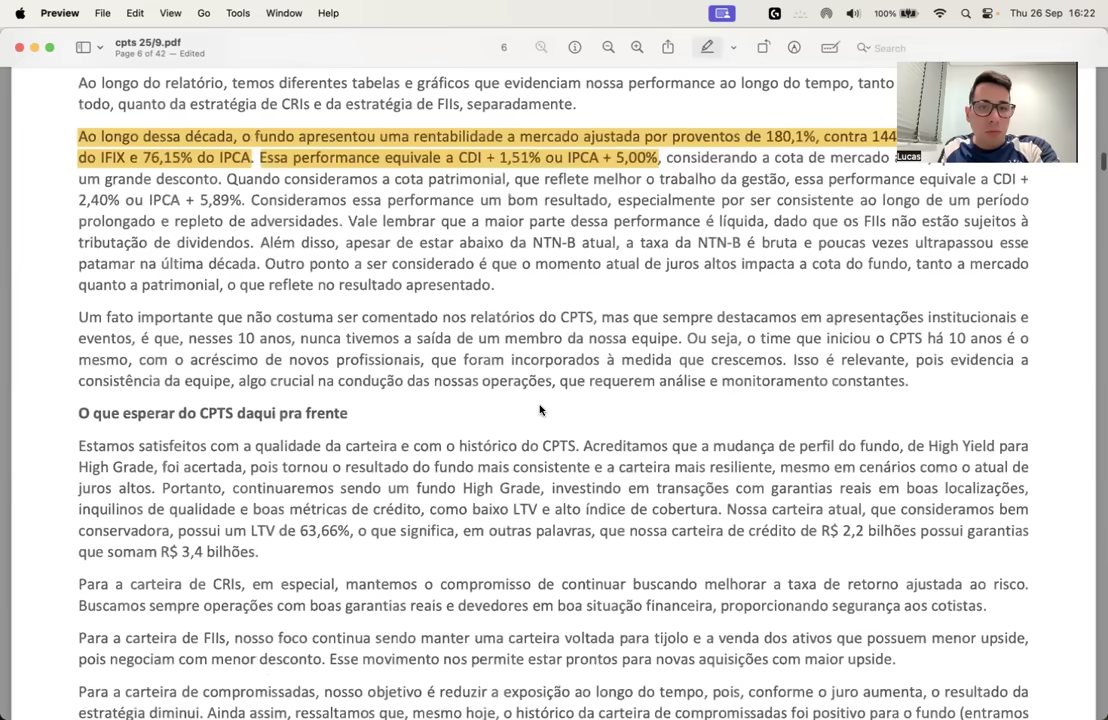 Preview File Edit View Go Tools Window Help 100% Thu 26 Sep 16:22
cpts 25/9.pdf
Page 6 of 42 — Edited
6
Search
Ao longo do relatório, temos diferentes tabelas e gráficos que evidenciam nossa performance ao longo do tempo, tanto
todo, quanto da estratégia de CRIs e da estratégia de FIIs, separadamente.
Ao longo dessa década, o fundo apresentou uma rentabilidade a mercado ajustada por proventos de 180,1%, contra 144
do IFIX e 76,15% do IPCA. Essa performance equivale a CDI + 1,51% ou IPCA + 5,00%, considerando a cota de mercado
Lucas
um grande desconto. Quando consideramos a cota patrimonial, que reflete melhor o trabalho da gestão, essa performance equivale a CDI +
2,40% ou IPCA + 5,89%. Consideramos essa performance um bom resultado, especialmente por ser consistente ao longo de um período
prolongado e repleto de adversidades. Vale lembrar que a maior parte dessa performance é líquida, dado que os FIIs não estão sujeitos à
tributação de dividendos. Além disso, apesar de estar abaixo da NTN-B atual, a taxa da NTN-B é bruta e poucas vezes ultrapassou esse
patamar na última década. Outro ponto a ser considerado é que o momento atual de juros altos impacta a cota do fundo, tanto a mercado
quanto a patrimonial, o que reflete no resultado apresentado.
Um fato importante que não costuma ser comentado nos relatórios do CPTS, mas que sempre destacamos em apresentações institucionais e
eventos, é que, nesses 10 anos, nunca tivemos a saída de um membro da nossa equipe. Ou seja, o time que iniciou o CPTS há 10 anos é o
mesmo, com o acréscimo de novos profissionais, que foram incorporados à medida que crescemos. Isso é relevante, pois evidencia a
consistência da equipe, algo crucial na condução das nossas operações, que requerem análise e monitoramento constantes.
O que esperar do CPTS daqui pra frente
Estamos satisfeitos com a qualidade da carteira e com o histórico do CPTS. Acreditamos que a mudança de perfil do fundo, de High Yield para
High Grade, foi acertada, pois tornou o resultado do fundo mais consistente e a carteira mais resiliente, mesmo em cenários como o atual de
juros altos. Portanto, continuaremos sendo um fundo High Grade, investindo em transações com garantias reais em boas localizações,
inquilinos de qualidade e boas métricas de crédito, como baixo LTV e alto índice de cobertura. Nossa carteira atual, que consideramos bem
conservadora, possui um LTV de 63,66%, o que significa, em outras palavras, que nossa carteira de crédito de R$ 2,2 bilhões possui garantias
que somam R$ 3,4 bilhões.
Para a carteira de CRIs, em especial, mantemos o compromisso de continuar buscando melhorar a taxa de retorno ajustada ao risco.
Buscamos sempre operações com boas garantias reais e devedores em boa situação financeira, proporcionando segurança aos cotistas.
Para a carteira de FIIs, nosso foco continua sendo manter uma carteira voltada para tijolo e a venda dos ativos que possuem menor upside,
pois negociam com menor desconto. Esse movimento nos permite estar prontos para novas aquisições com maior upside.
Para a carteira de compromissadas, nosso objetivo é reduzir a exposição ao longo do tempo, pois, conforme o juro aumenta, o resultado da
estratégia diminui. Ainda assim, ressaltamos que, mesmo hoje, o histórico da carteira de compromissadas foi positivo para o fundo (entramos